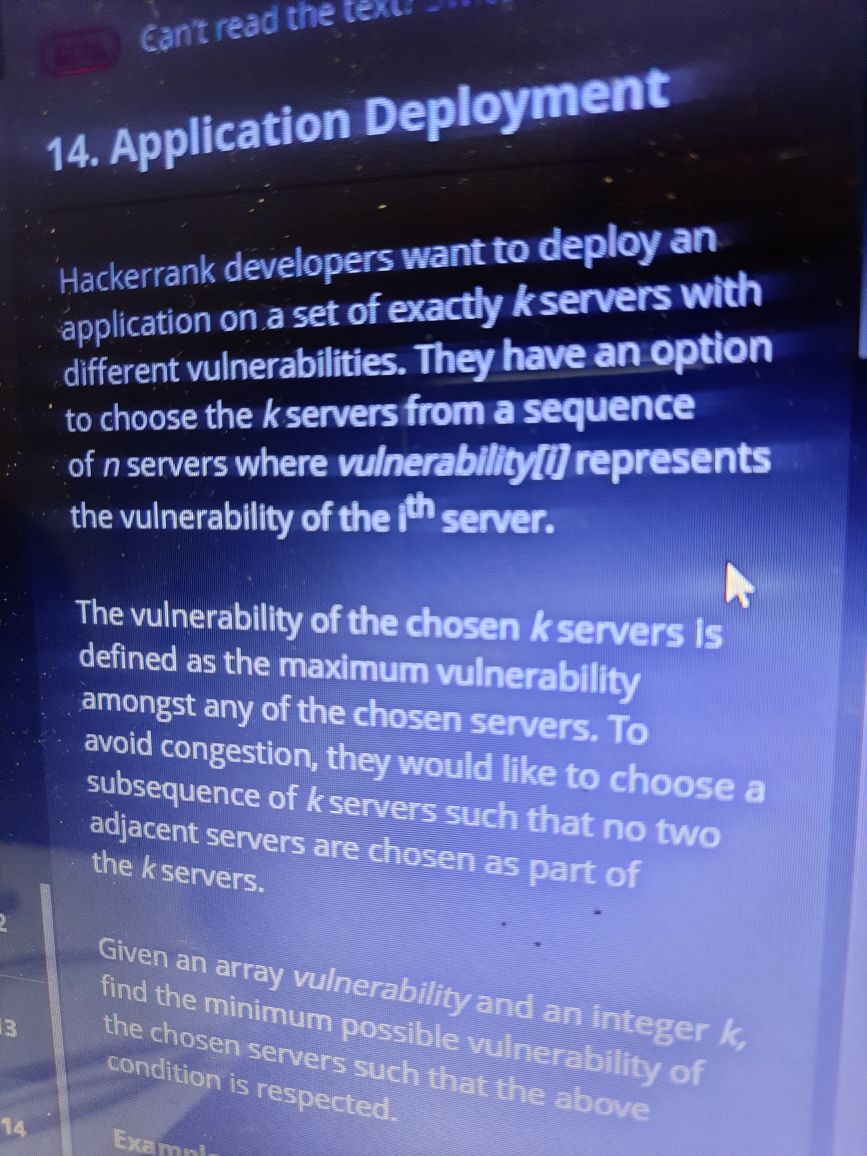 Can't read the text?
14. Application Deployment
Hackerrank developers want to deploy an
application on a set of exactly k servers with
different vulnerabilities. They have an option
to choose the k servers from a sequence
of n servers where vulnerability[i] represents
the vulnerability of the ith server.
The vulnerability of the chosen k servers is
defined as the maximum vulnerability
amongst any of the chosen servers. To
avoid congestion, they would like to choose a
subsequence of k servers such that no two
adjacent servers are chosen as part of
the k servers.
2
Given an array vulnerability and an integer k,
find the minimum possible vulnerability of
13
the chosen servers such that the above
condition is respected.
14